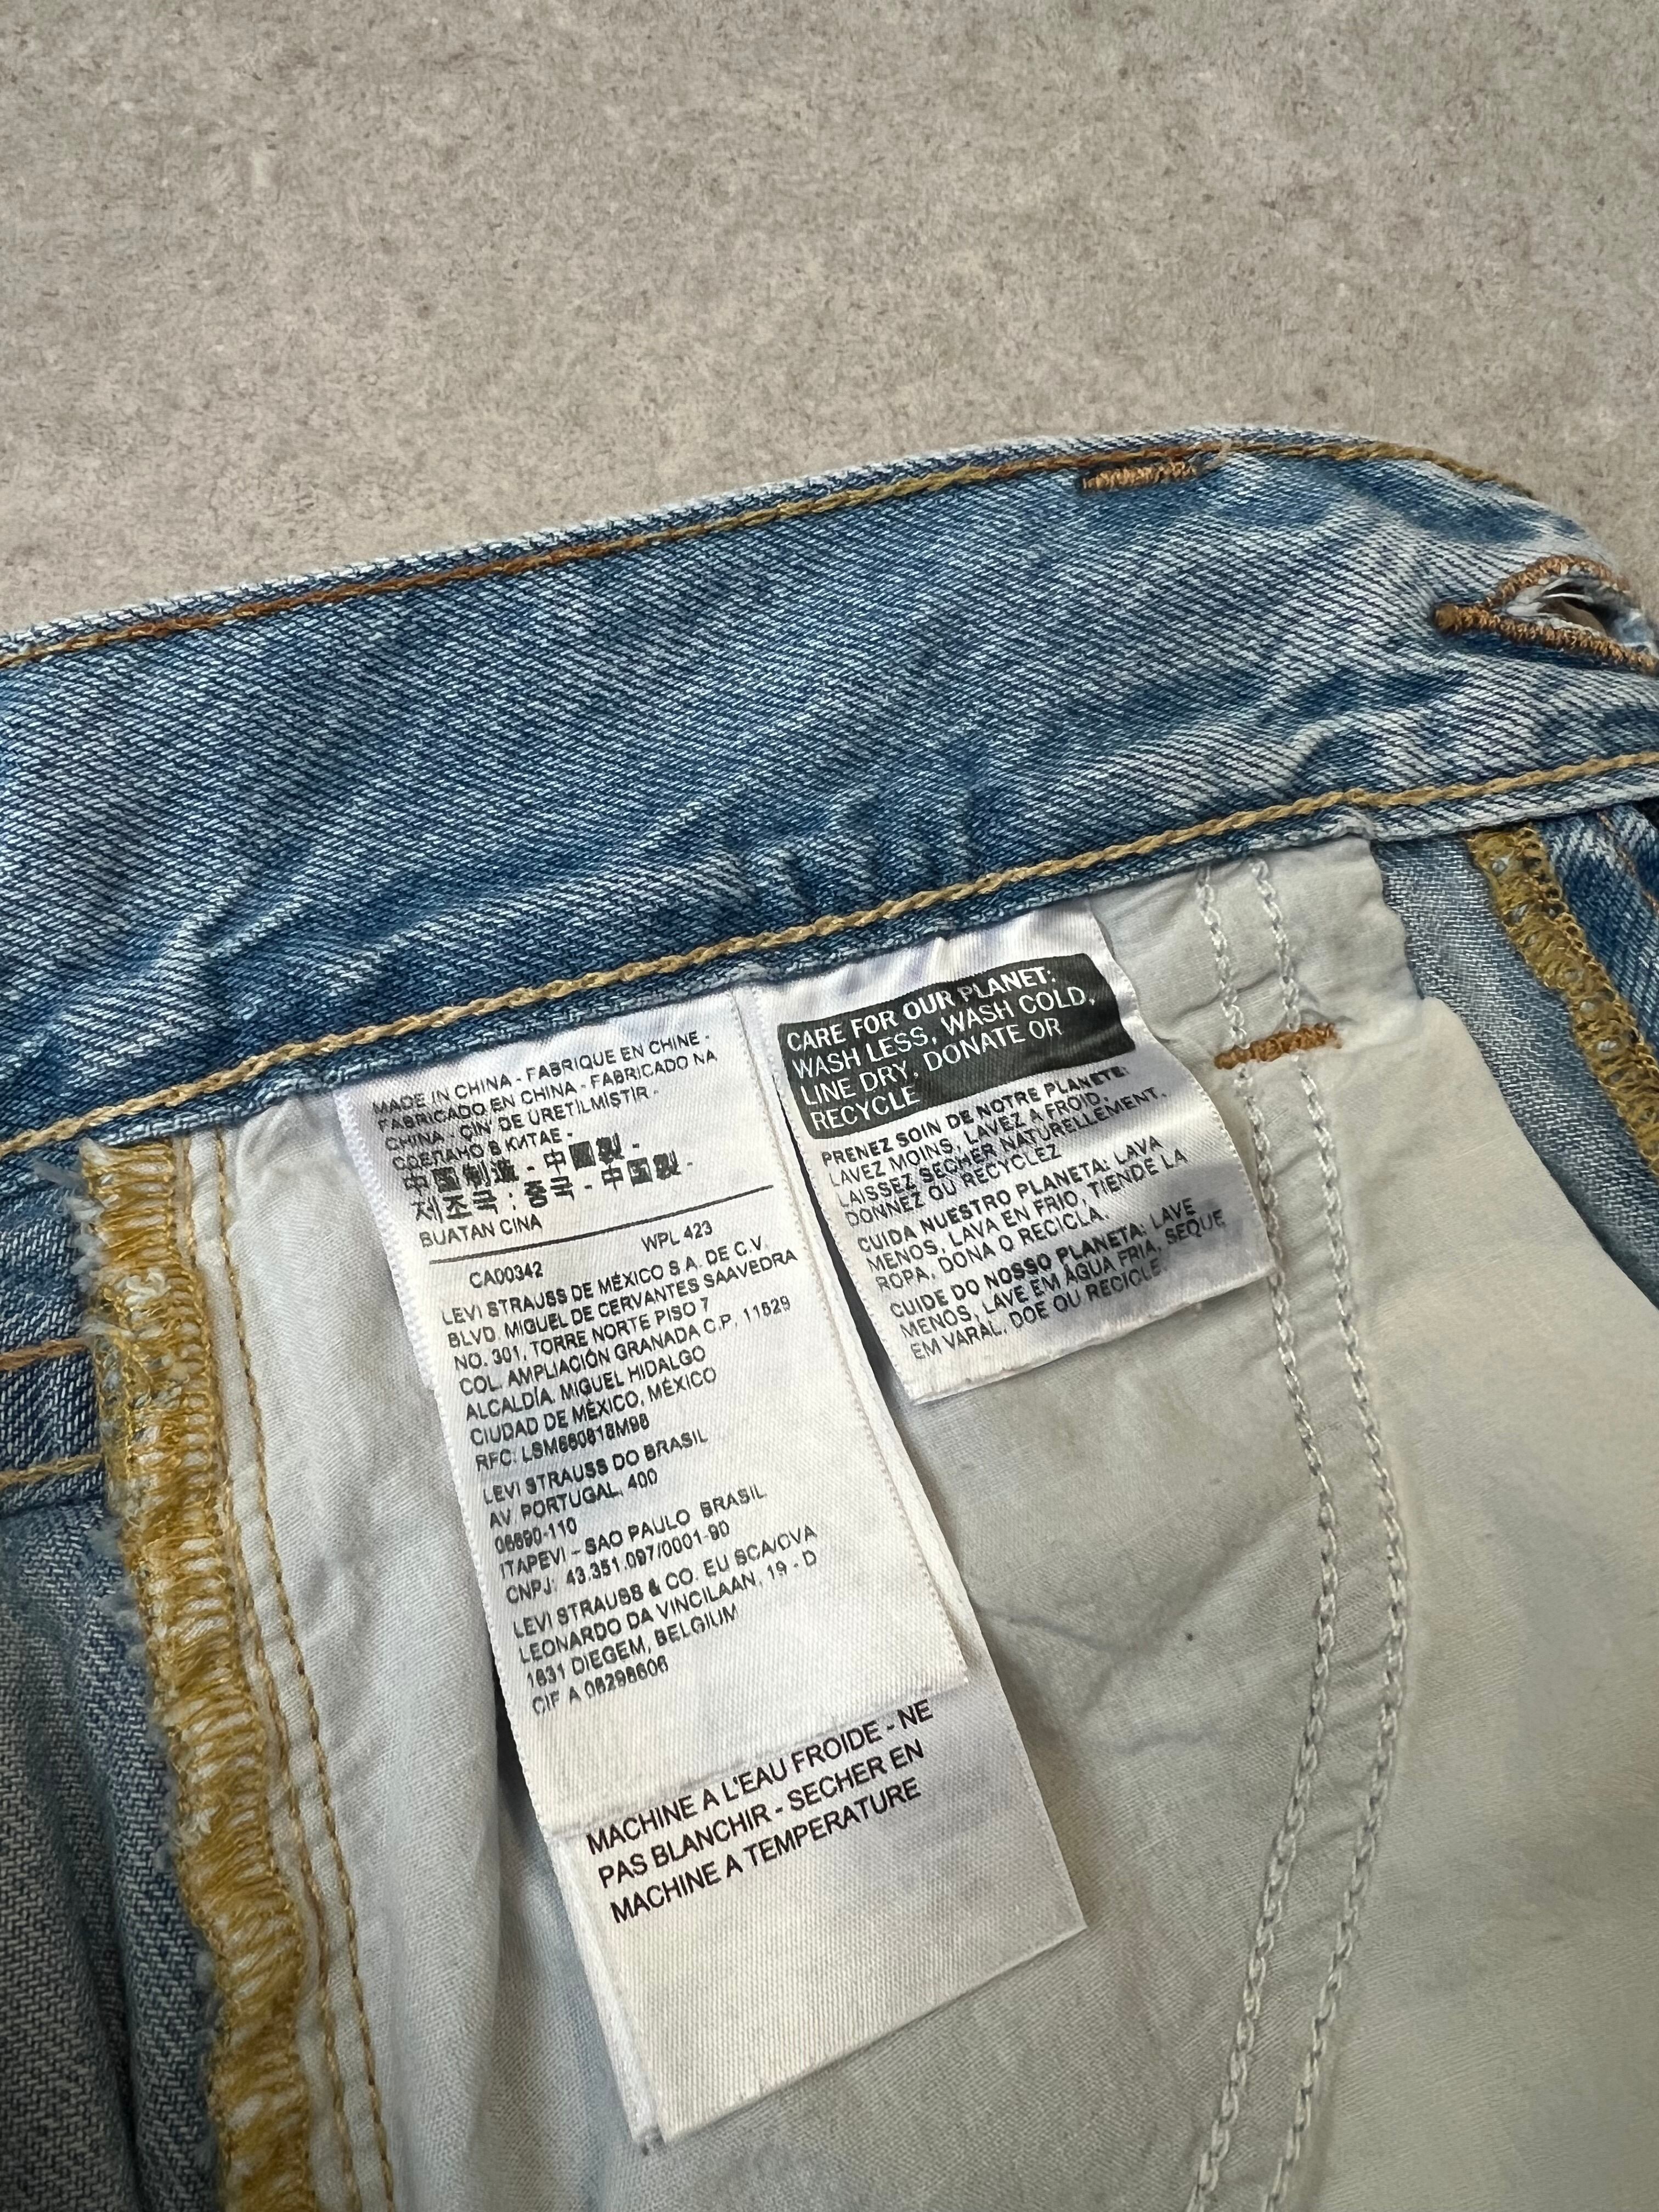 MADE IN CHINA - FABRIQUE EN CHINE -
FABRICADO EN CHINA - FABRICADO NA
CHINA - ÇIN' DE ÜRETILMIŞTIR -
СДЕЛАНО В КИТАЕ -
中国制造 - 中國製 -
제조국 : 중국 - 中国製 -
BUATAN CINA
WPL 423
CA00342
LEVI STRAUSS DE MÉXICO S.A. DE C.V.
BLVD. MIGUEL DE CERVANTES SAAVEDRA
NO. 301, TORRE NORTE PISO 7
COL. AMPLIACIÓN GRANADA C.P. 11529
ALCALDÍA. MIGUEL HIDALGO
CIUDAD DE MÉXICO, MÉXICO
RFC: LSM660818M98
LEVI STRAUSS DO BRASIL
AV. PORTUGAL, 400
06690-110
ITAPEVI – SAO PAULO BRASIL
CNPJ: 43.351.097/0001-90
LEVI STRAUSS & CO. EU SCA/CVA
LEONARDO DA VINCILAAN, 19 - D
1831 DIEGEM, BELGIUM
CIF A 08298606
MACHINE A L'EAU FROIDE - NE
PAS BLANCHIR - SECHER EN
MACHINE A TEMPERATURE
CARE FOR OUR PLANET:
WASH LESS, WASH COLD,
LINE DRY, DONATE OR
RECYCLE
PRENEZ SOIN DE NOTRE PLANETE:
LAVEZ MOINS, LAVEZ A FROID,
LAISSEZ SECHER NATURELLEMENT,
DONNEZ OU RECYCLEZ
CUIDA NUESTRO PLANETA: LAVA
MENOS, LAVA EN FRIO, TIENDE LA
ROPA, DONA O RECICLA.
CUIDE DO NOSSO PLANETA: LAVE
MENOS, LAVE EM ÁGUA FRIA, SEQUE
EM VARAL, DOE OU RECICLE.